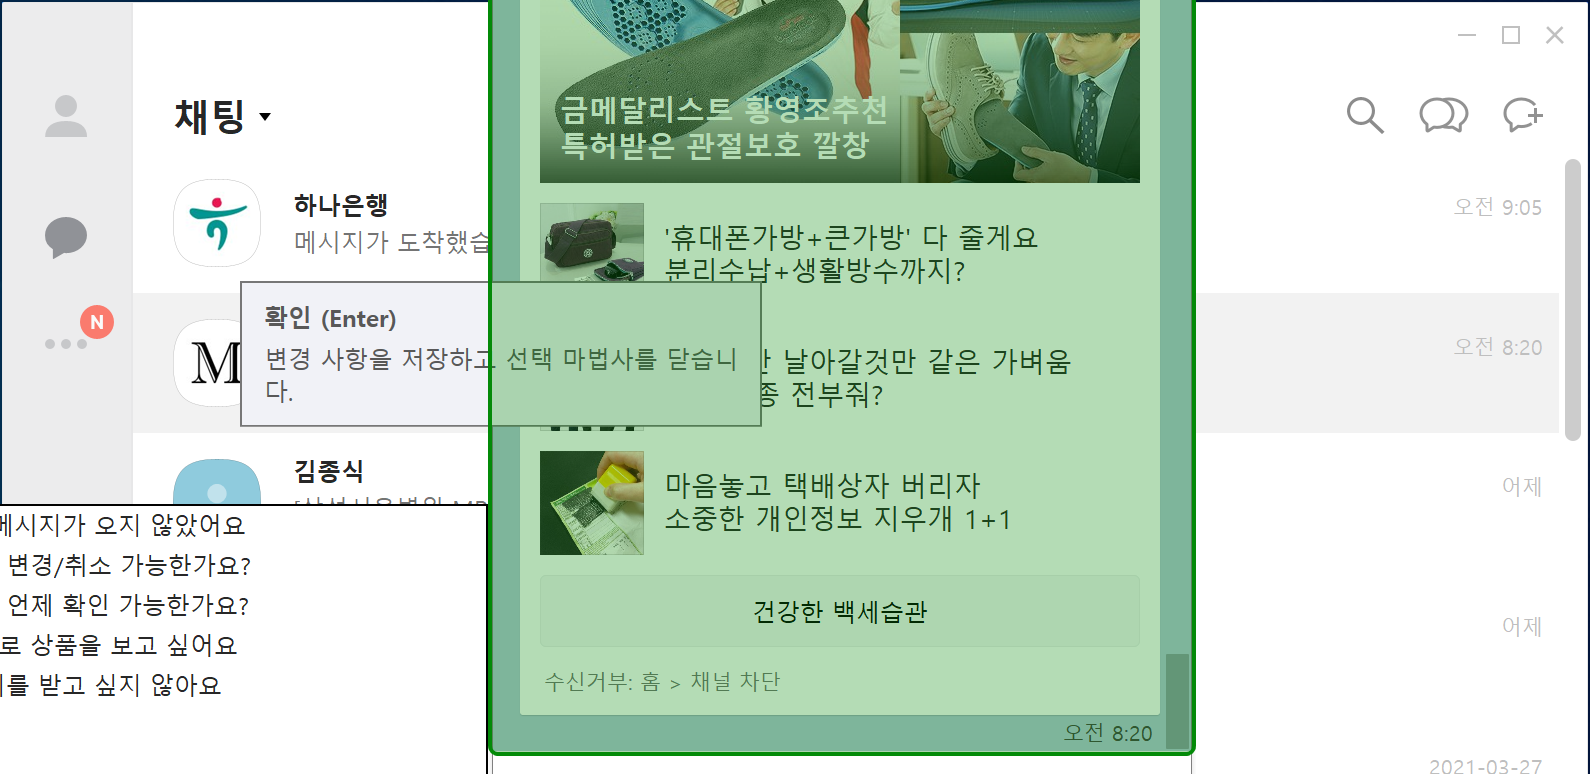 채팅
N
하나은행
메시지가 도착했습
오전 9:05
M
오전 8:20
김종식
어제
어제
2021-03-27
확인 (Enter)
변경 사항을 저장하고 선택 마법사를 닫습니
다.
금메달리스트 황영조추천
특허받은 관절보호 깔창
'휴대폰가방+큰가방' 다 줄게요
분리수납+생활방수까지?
날아갈것만 같은 가벼움
종 전부줘?
마음놓고 택배상자 버리자
소중한 개인정보 지우개 1+1
건강한 백세습관
수신거부: 홈 > 채널 차단
오전 8:20
메시지가 오지 않았어요
변경/취소 가능한가요?
언제 확인 가능한가요?
로 상품을 보고 싶어요
를 받고 싶지 않아요